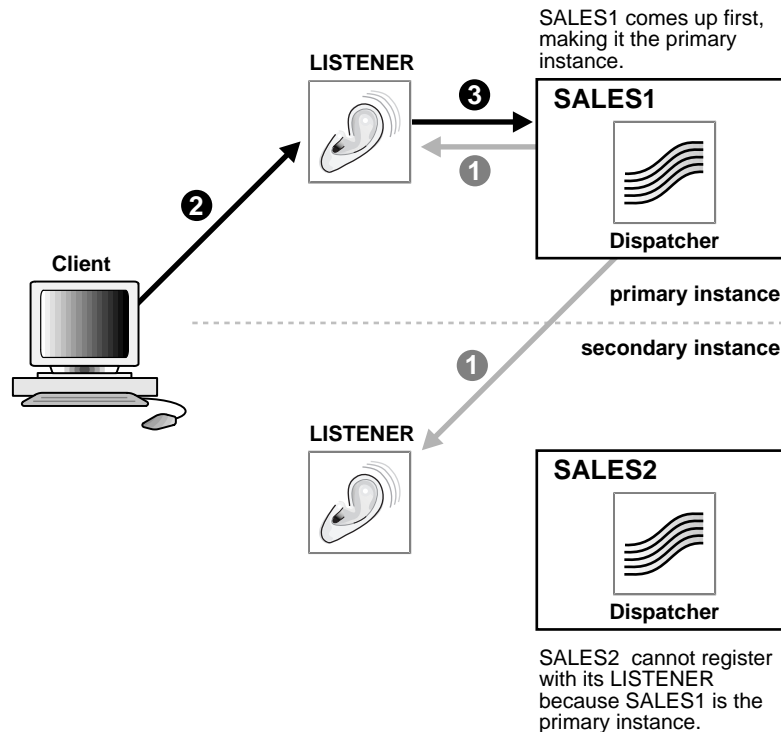 SALES1 comes up first,
making it the primary
instance.
LISTENER
3
SALES1
1
2
Dispatcher
Client
primary instance
secondary instance
1
LISTENER
SALES2
Dispatcher
SALES2 cannot register
with its LISTENER
because SALES1 is the
primary instance.